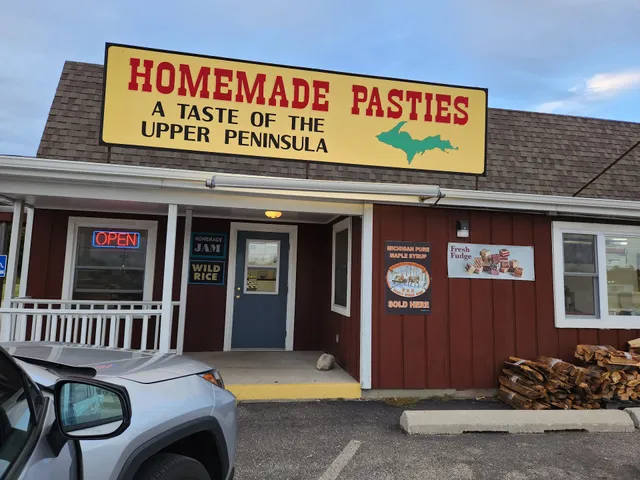 HOMEMADE PASTIES
A TASTE OF THE
UPPER PENINSULA
OPEN
HOMEMADE
JAM
WILD
RICE
MICHIGAN PURE
MAPLE SYRUP
SOLD HERE
Fresh
Fudge